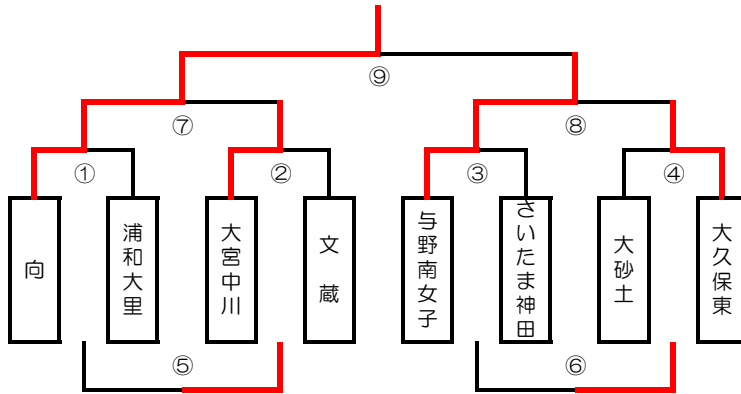 ⑨
⑦
⑧
①
②
③
④
向
浦和大里
大宮中川
文蔵
与野南女子
さいたま神田
大砂土
大久保東
⑤
⑥